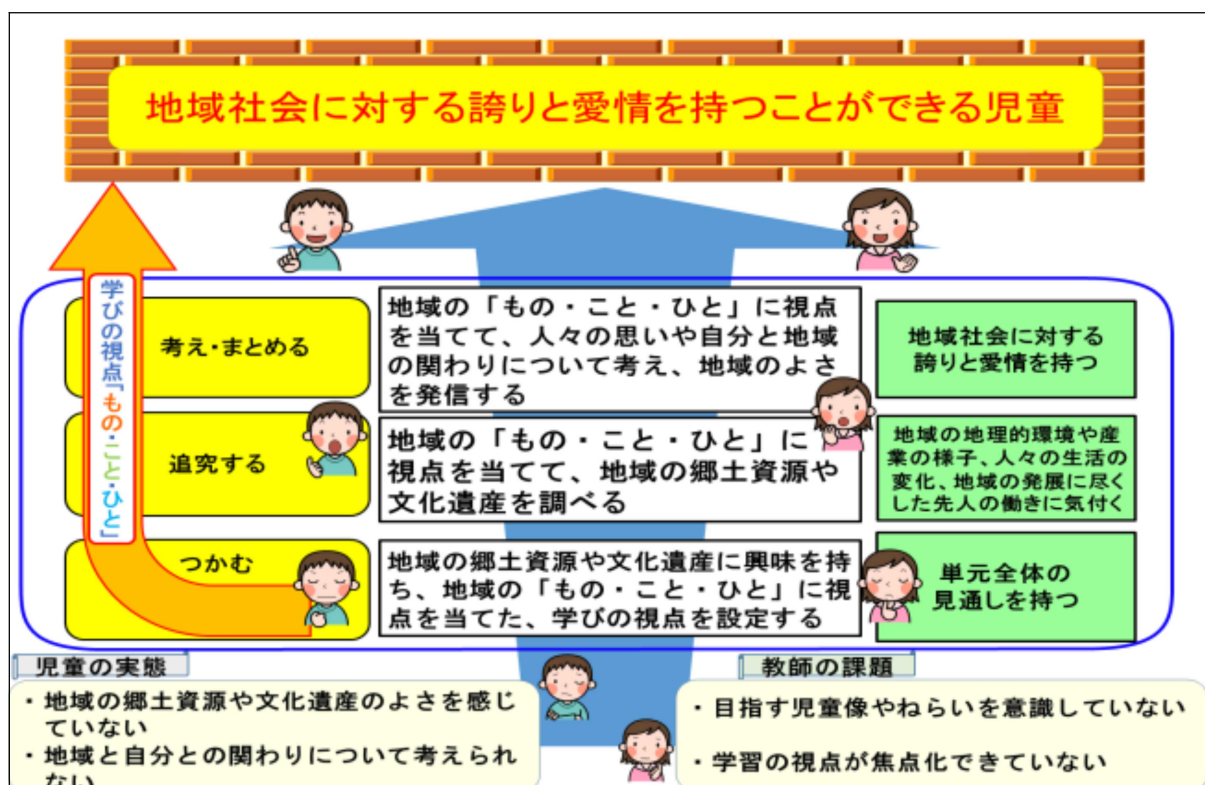 地域社会に対する誇りと愛情を持つことができる児童
学びの視点「もの・こと・ひと」
考え・まとめる
地域の「もの・こと・ひと」に視点
を当てて、人々の思いや自分と地域
の関わりについて考え、地域のよさ
を発信する
地域社会に対する
誇りと愛情を持つ
追究する
地域の「もの・こと・ひと」に
視点を当てて、地域の郷土資源や
文化遺産を調べる
地域の地理的環境や産
業の様子、人々の生活の
変化、地域の発展に尽く
した先人の働きに気付く
つかむ
地域の郷土資源や文化遺産に興味を持
ち、地域の「もの・こと・ひと」に視
点を当てた、学びの視点を設定する
単元全体の
見通しを持つ
児童の実態
・地域の郷土資源や文化遺産のよさを感じ
ていない
・地域と自分との関わりについて考えられ
ない
教師の課題
・目指す児童像やねらいを意識していない
・学習の視点が焦点化できていない